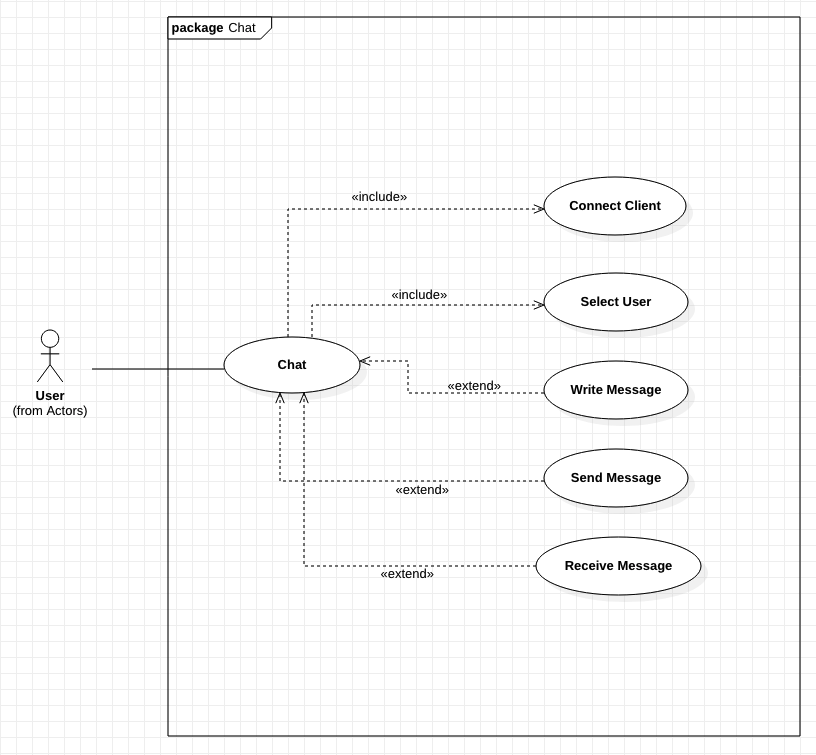 package Chat
«include»
Connect Client
«include»
Select User
Chat
«extend»
Write Message
User
(from Actors)
Send Message
«extend»
Receive Message
«extend»